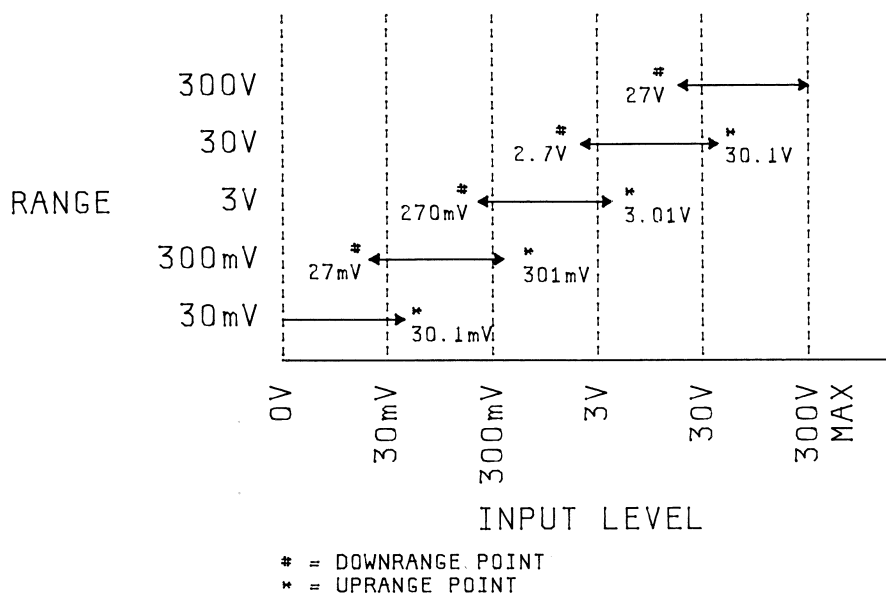 #
300V
27V
#
*
30V
2.7V
30.1V
#
*
RANGE
3V
270mV
3.01V
#
*
300mV
27mV
301mV
*
30mV
30.1mV
0V
30mV
300mV
3V
30V
300V
MAX
INPUT LEVEL
# = DOWNRANGE POINT
* = UPRANGE POINT